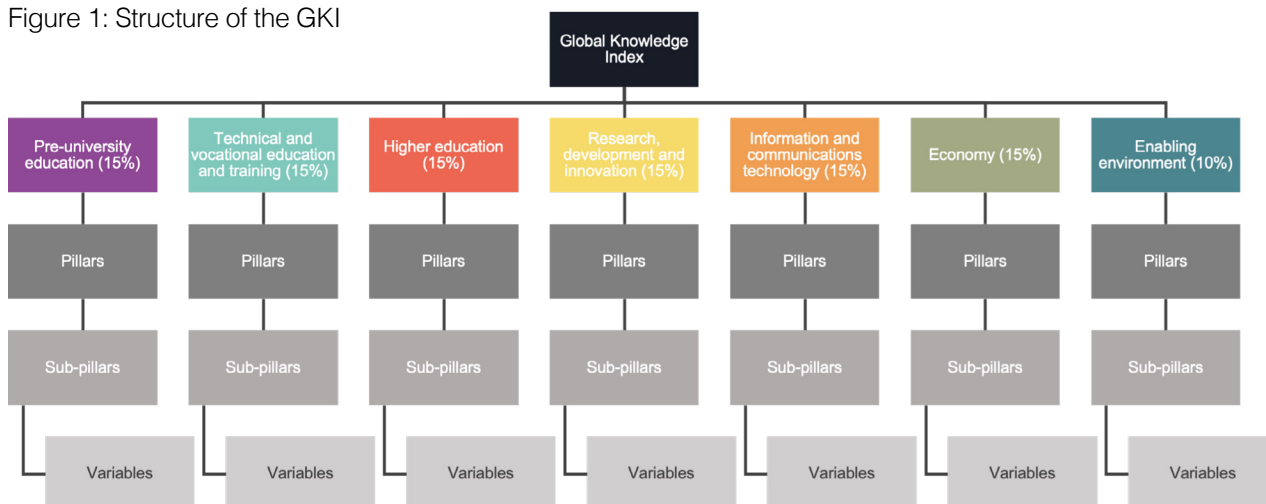 Figure 1: Structure of the GKI
Global Knowledge
Index
Pre-university
education (15%)
Technical and
vocational education
and training (15%)
Higher education
(15%)
Research,
development and
innovation (15%)
Information and
communications
technology (15%)
Economy (15%)
Enabling
environment (10%)
Pillars
Pillars
Pillars
Pillars
Pillars
Pillars
Pillars
Sub-pillars
Sub-pillars
Sub-pillars
Sub-pillars
Sub-pillars
Sub-pillars
Sub-pillars
Variables
Variables
Variables
Variables
Variables
Variables
Variables